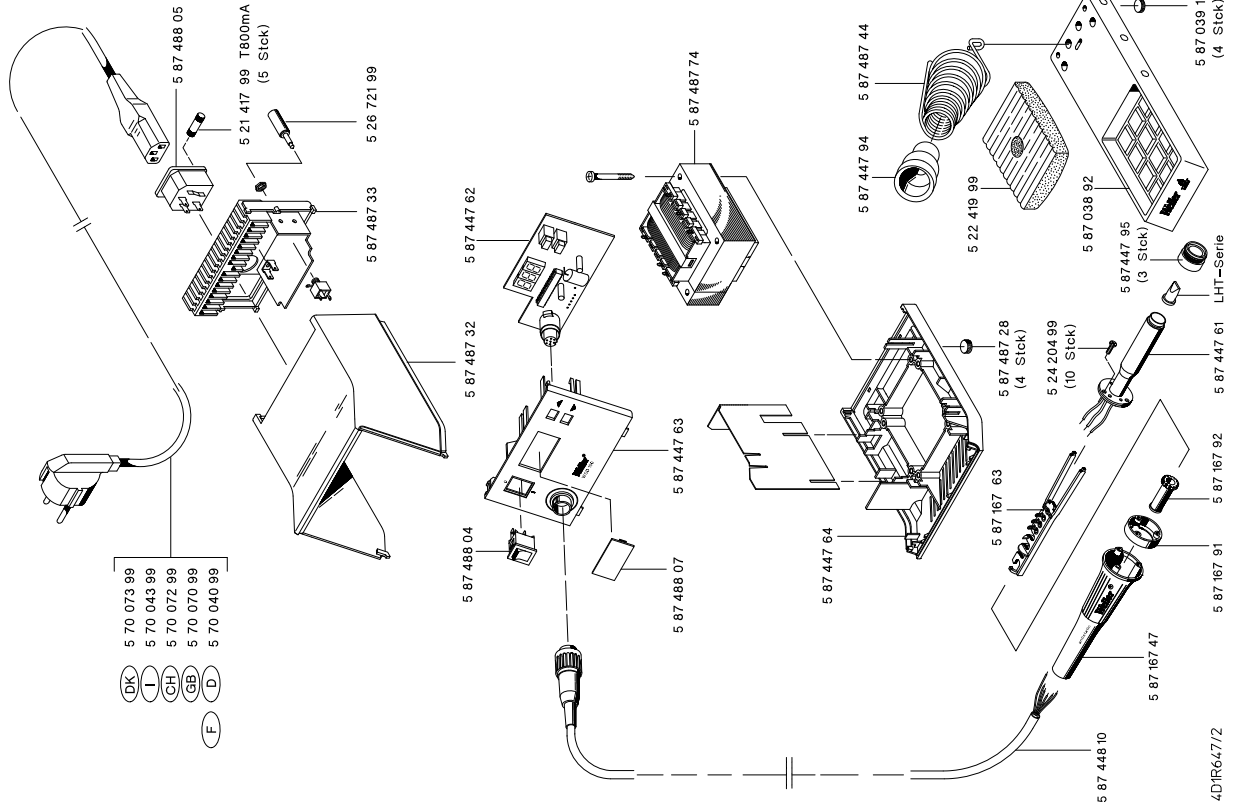 DK 5 70 073 99
I 5 70 043 99
CH 5 70 072 99
GB 5 70 070 99
F D 5 70 040 99
5 87 488 05
5 21 417 99 T800mA
(5 Stck)
5 26 721 99
5 87 487 33
5 87 487 32
5 87 447 62
5 87 447 63
5 87 488 04
5 87 488 07
Weller
5 87 487 74
5 87 447 64
5 87 487 28
(4 Stck)
5 87 487 44
5 87 447 94
5 22 419 99
5 87 038 92
Weller
5 87 039 1
(4 Stck)
5 87 447 95
(3 Stck)
LHT-Serie
5 24 204 99
(10 Stck)
5 87 447 61
5 87 167 63
5 87 167 92
5 87 167 91
5 87 167 47
Weller
5 87 448 10
4D1R647/2